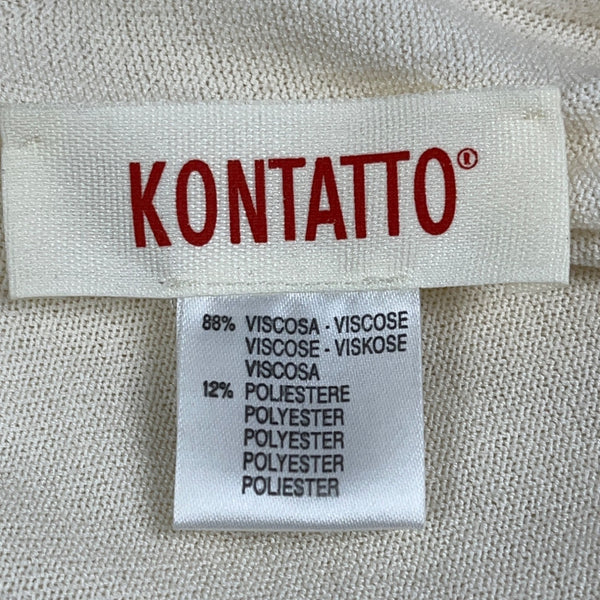 KONTATTO®
88% VISCOSA - VISCOSE
VISCOSE - VISKOSE
VISCOSA
12% POLIESTERE
POLYESTER
POLYESTER
POLYESTER
POLIESTER